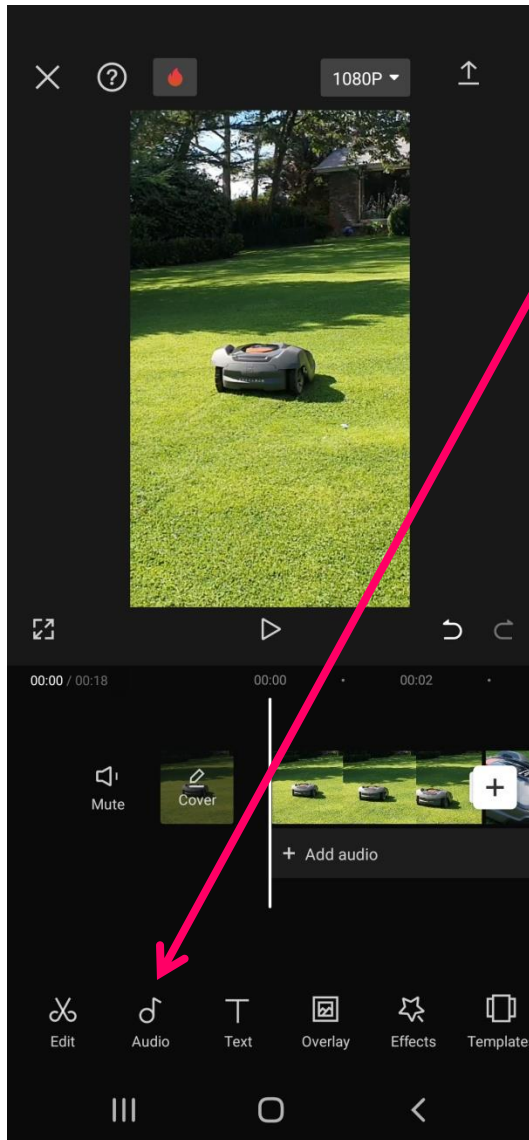 1080P
00:00 / 00:18
00:00
00:02
Mute
Cover
+ Add audio
Edit
Audio
Text
Overlay
Effects
Template